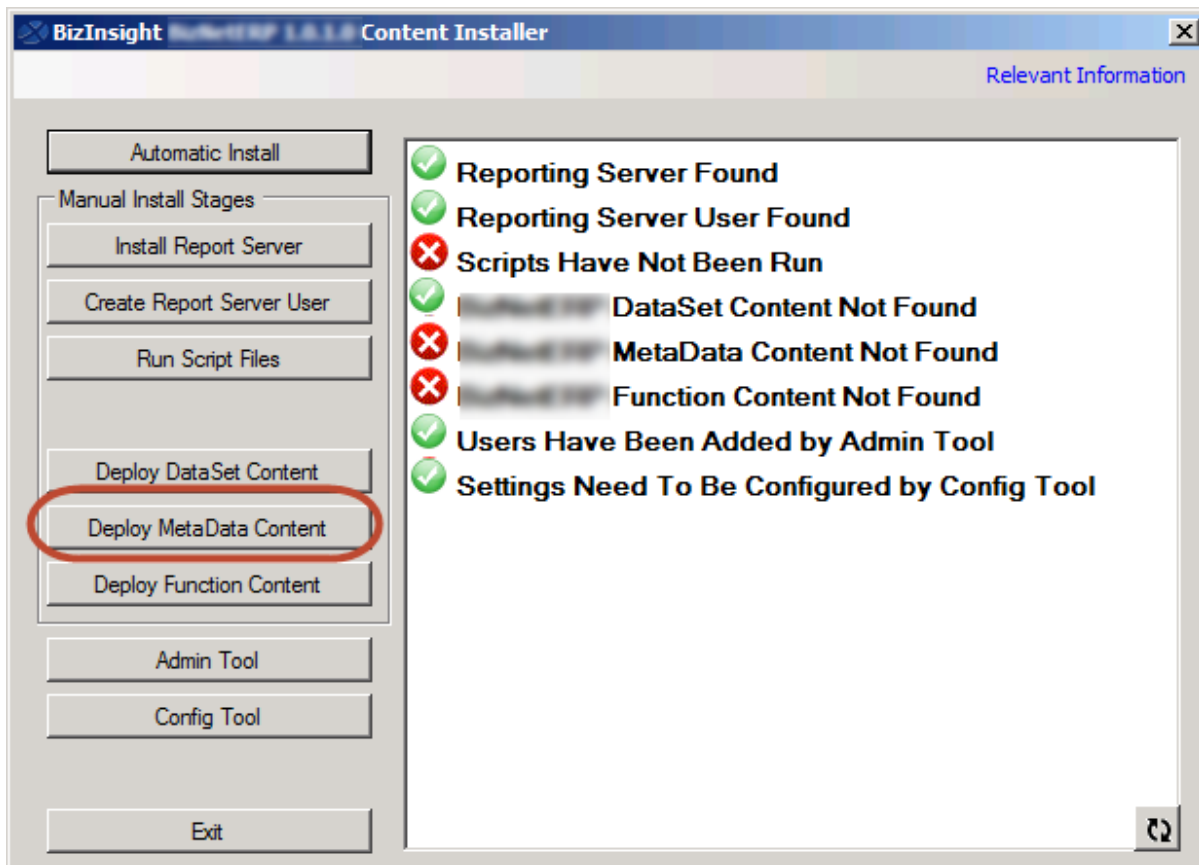 BizInsight Content Installer
Relevant Information
Automatic Install
Manual Install Stages
Install Report Server
Create Report Server User
Run Script Files
Deploy DataSet Content
Deploy MetaData Content
Deploy Function Content
Admin Tool
Config Tool
Exit
Reporting Server Found
Reporting Server User Found
Scripts Have Not Been Run
DataSet Content Not Found
MetaData Content Not Found
Function Content Not Found
Users Have Been Added by Admin Tool
Settings Need To Be Configured by Config Tool